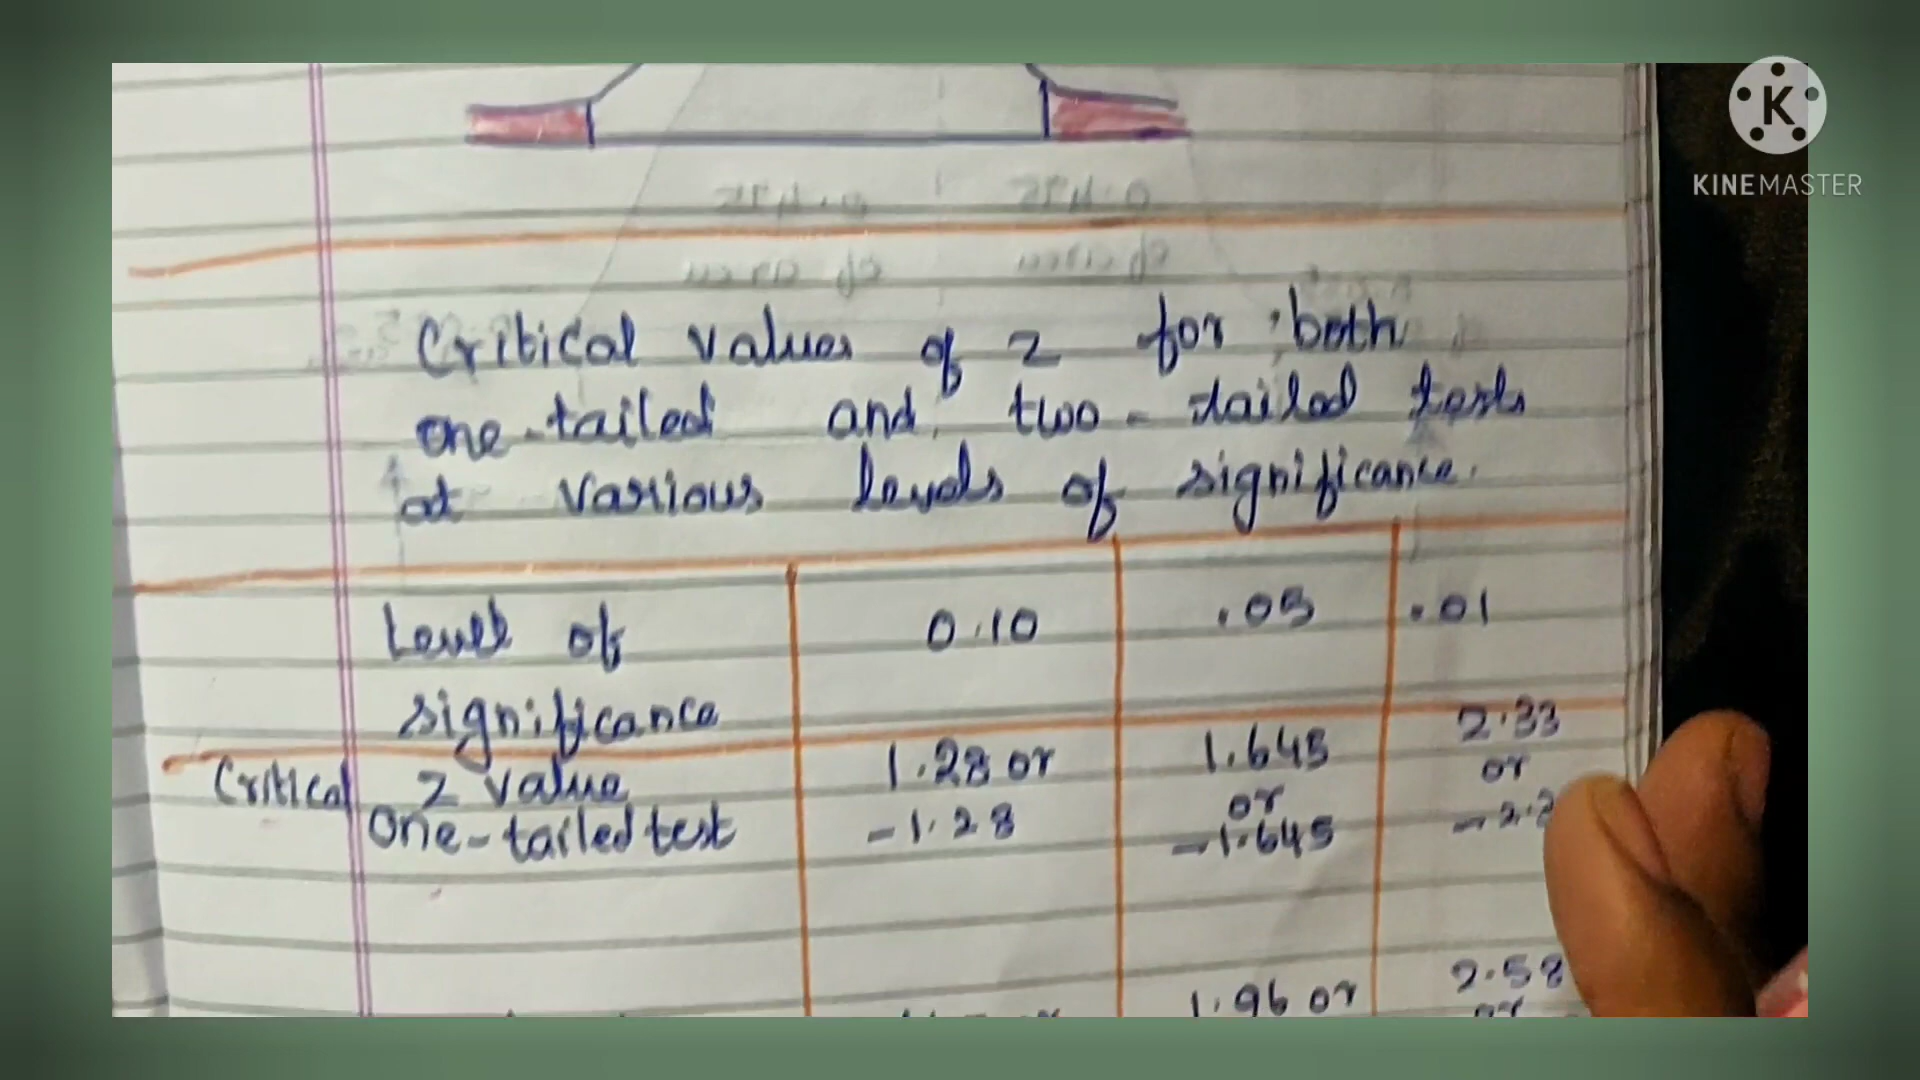 KINEMASTER
Critical values of z for both
one-tailed and two-tailed tests
at various levels of significance.
Levels of significance 0.10 .05 .01
Critical z value one-tailed test 1.28 or -1.28 1.645 or -1.645 2.33 or
1.96 or 2.58 or